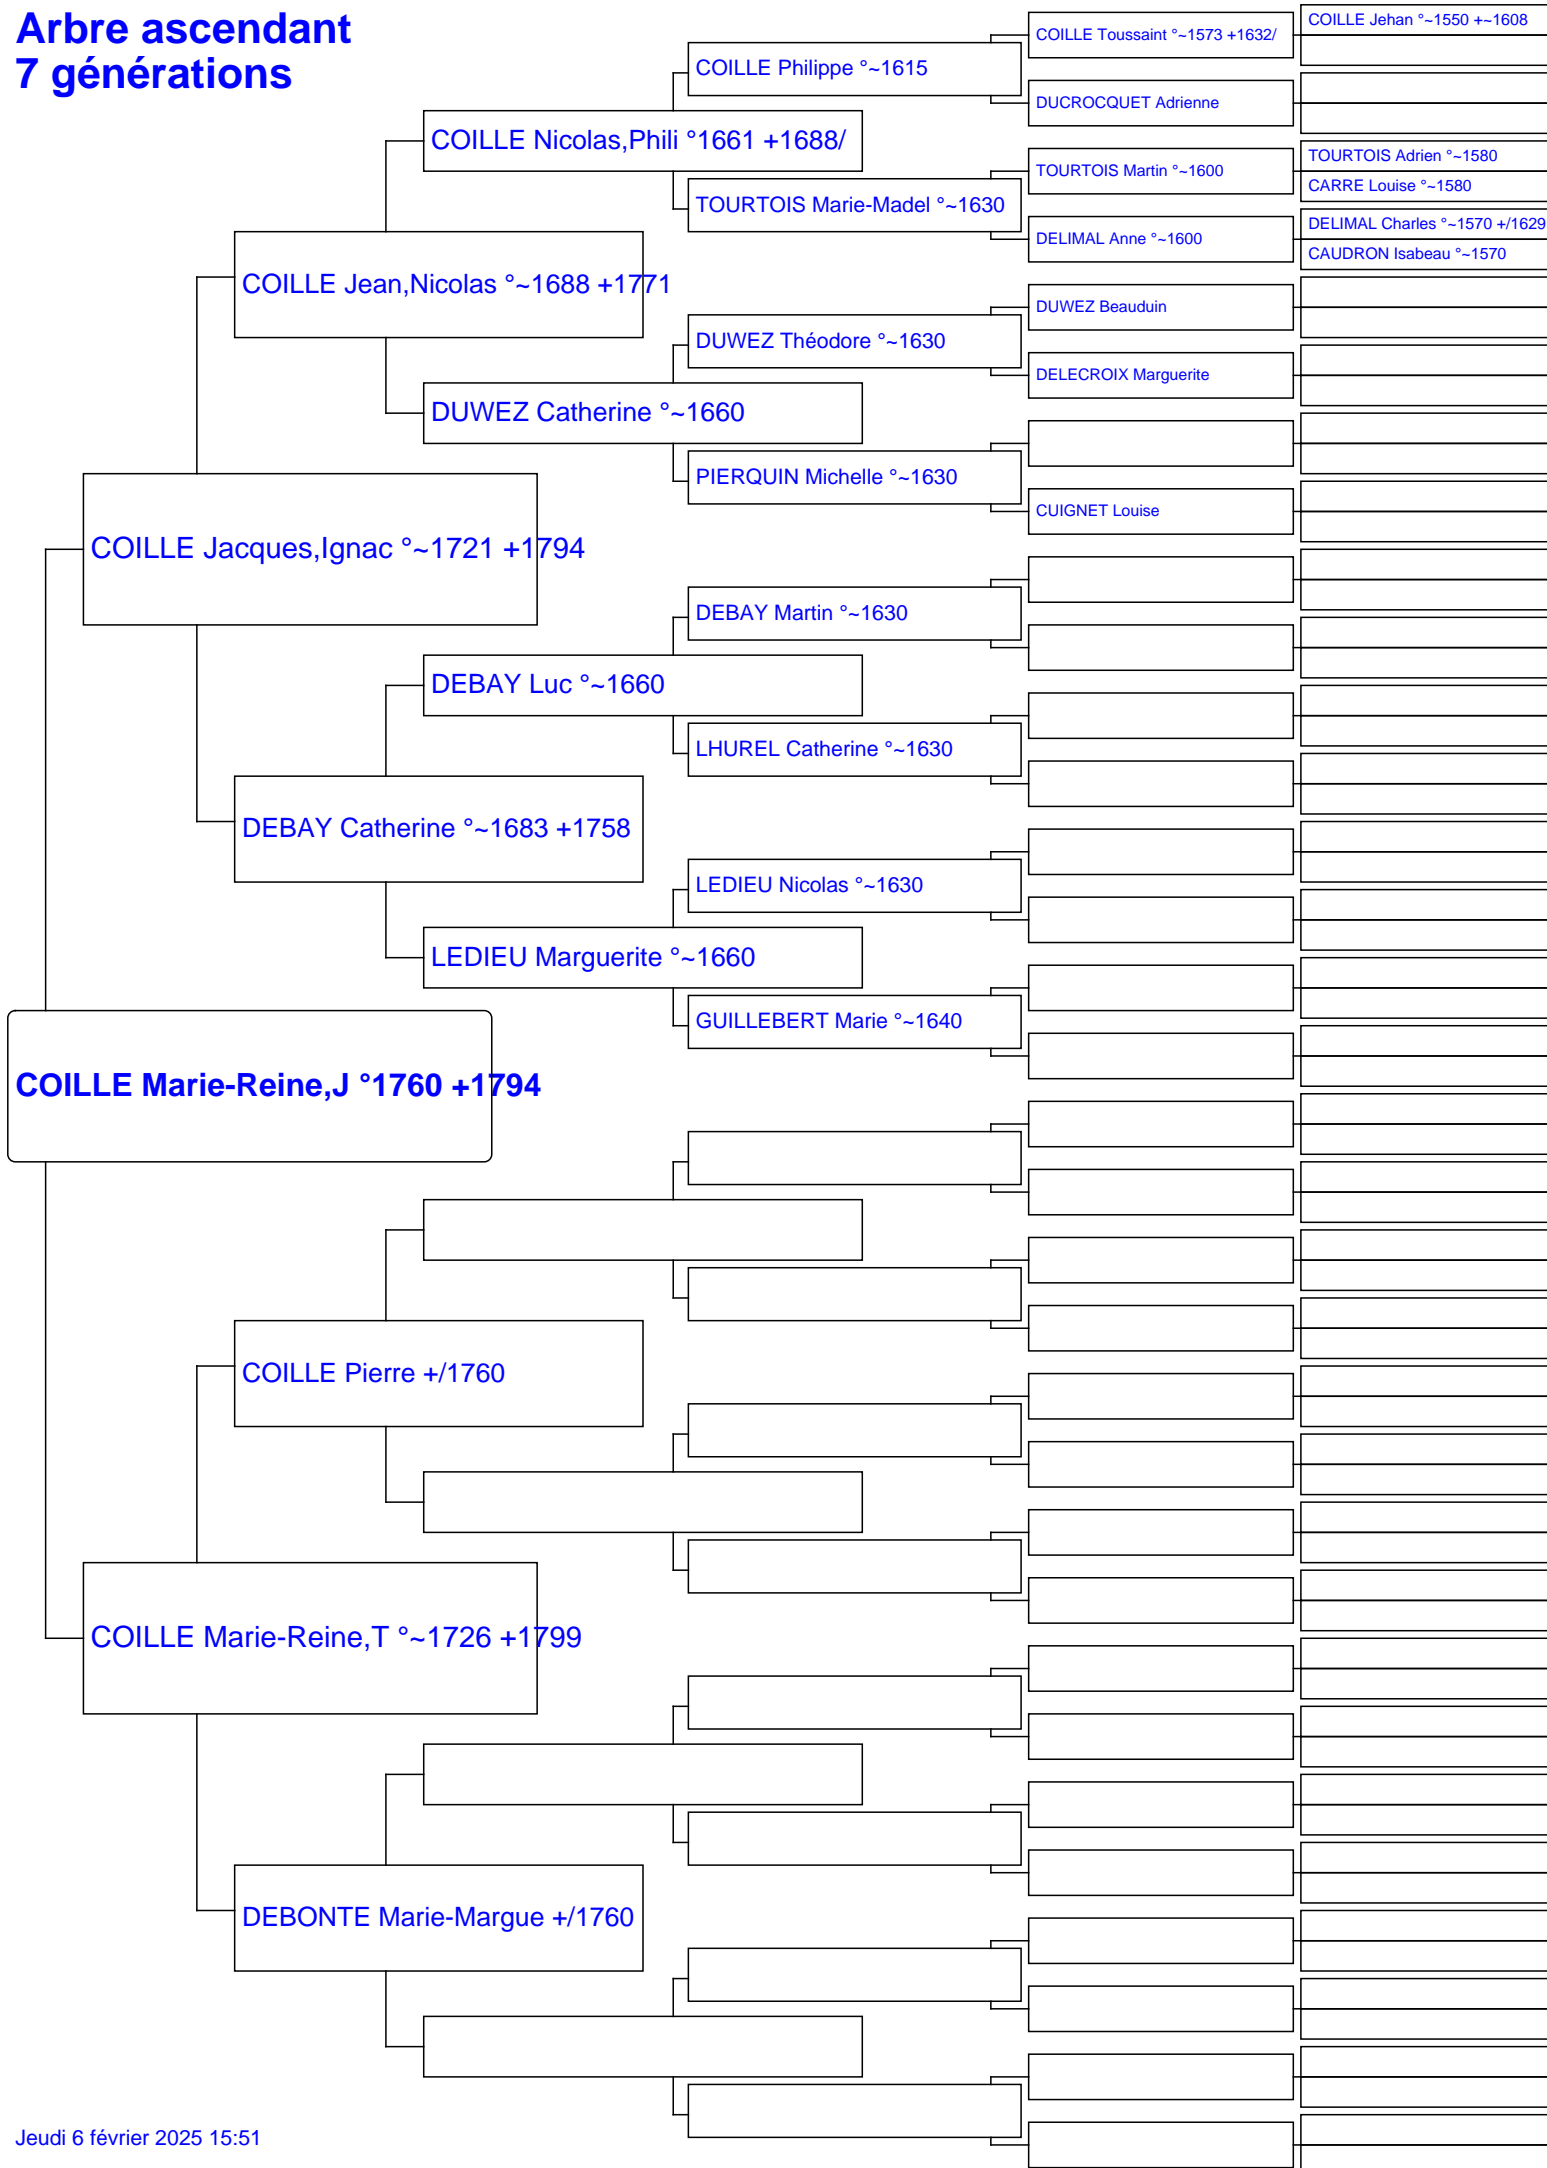 Arbre ascendant
7 générations
COILLE Jehan °~1550 +~1608
COILLE Toussaint °~1573 +1632/
COILLE Philippe °~1615
DUCROCQUET Adrienne
COILLE Nicolas,Phili °1661 +1688/
TOURTOIS Adrien °~1580
TOURTOIS Martin °~1600
CARRE Louise °~1580
TOURTOIS Marie-Madel °~1630
DELIMAL Charles °~1570 +/1629
DELIMAL Anne °~1600
CAUDRON Isabeau °~1570
COILLE Jean,Nicolas °~1688 +1771
DUWEZ Beauduin
DUWEZ Théodore °~1630
DELECROIX Marguerite
DUWEZ Catherine °~1660
PIERQUIN Michelle °~1630
CUIGNET Louise
COILLE Jacques,Ignac °~1721 +1794
DEBAY Martin °~1630
DEBAY Luc °~1660
LHUREL Catherine °~1630
DEBAY Catherine °~1683 +1758
LEDIEU Nicolas °~1630
LEDIEU Marguerite °~1660
GUILLEBERT Marie °~1640
COILLE Marie-Reine,J °1760 +1794
COILLE Pierre +/1760
COILLE Marie-Reine,T °~1726 +1799
DEBONTE Marie-Margue +/1760
Jeudi 6 février 2025 15:51